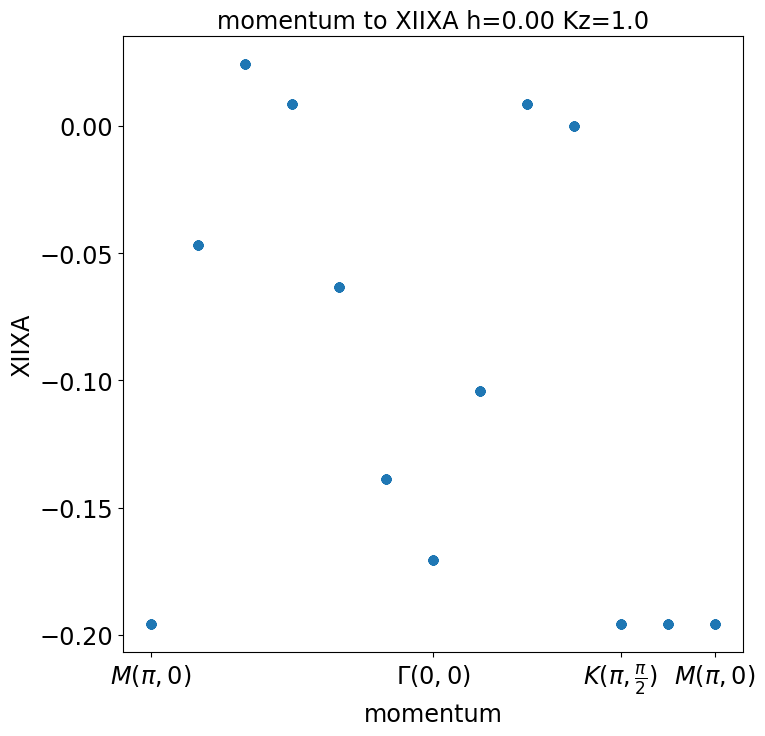 momentum to XIIXA h=0.00 Kz=1.0
XIIXA
0.00
−0.05
−0.10
−0.15
−0.20
M(π, 0) Γ(0, 0) K(π, π/2) M(π, 0)
momentum